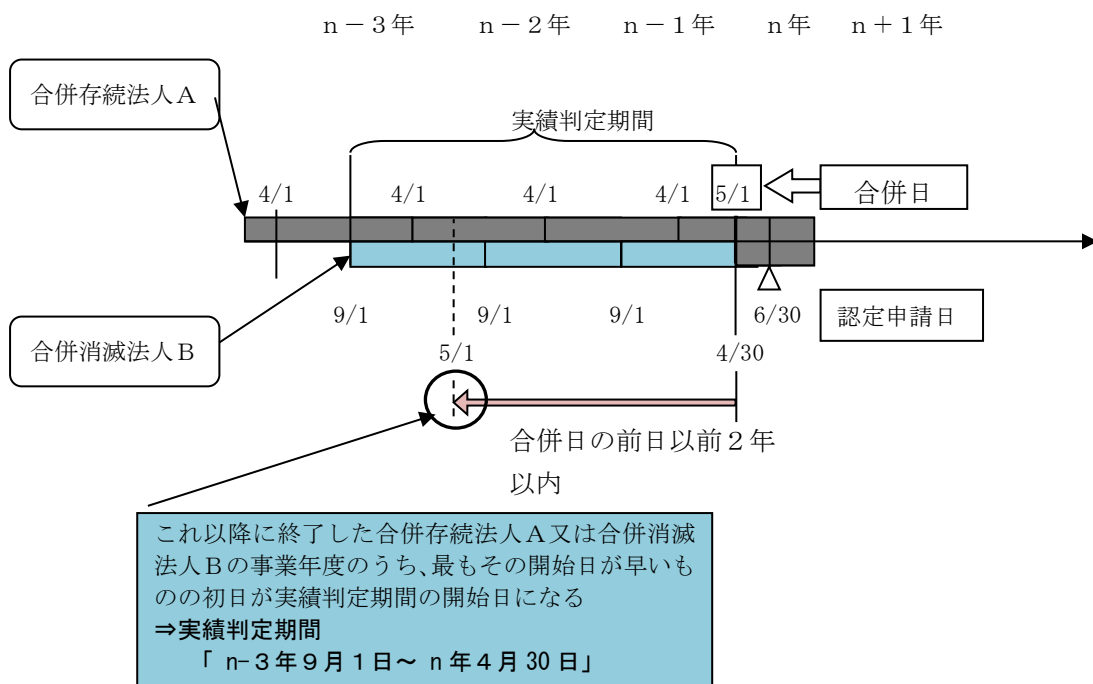 ｎ－３年 ｎ－２年 ｎ－１年 ｎ年 ｎ＋１年
合併存続法人Ａ
実績判定期間
4/1 4/1 4/1 4/1 5/1
合併日
9/1 9/1 9/1 6/30
認定申請日
合併消滅法人Ｂ
5/1 4/30
合併日の前日以前２年
以内
これ以降に終了した合併存続法人Ａ又は合併消滅
法人Ｂの事業年度のうち、最もその開始日が早いも
のの初日が実績判定期間の開始日になる
⇒実績判定期間
「 n-３年９月１日～ n 年４月 30 日」